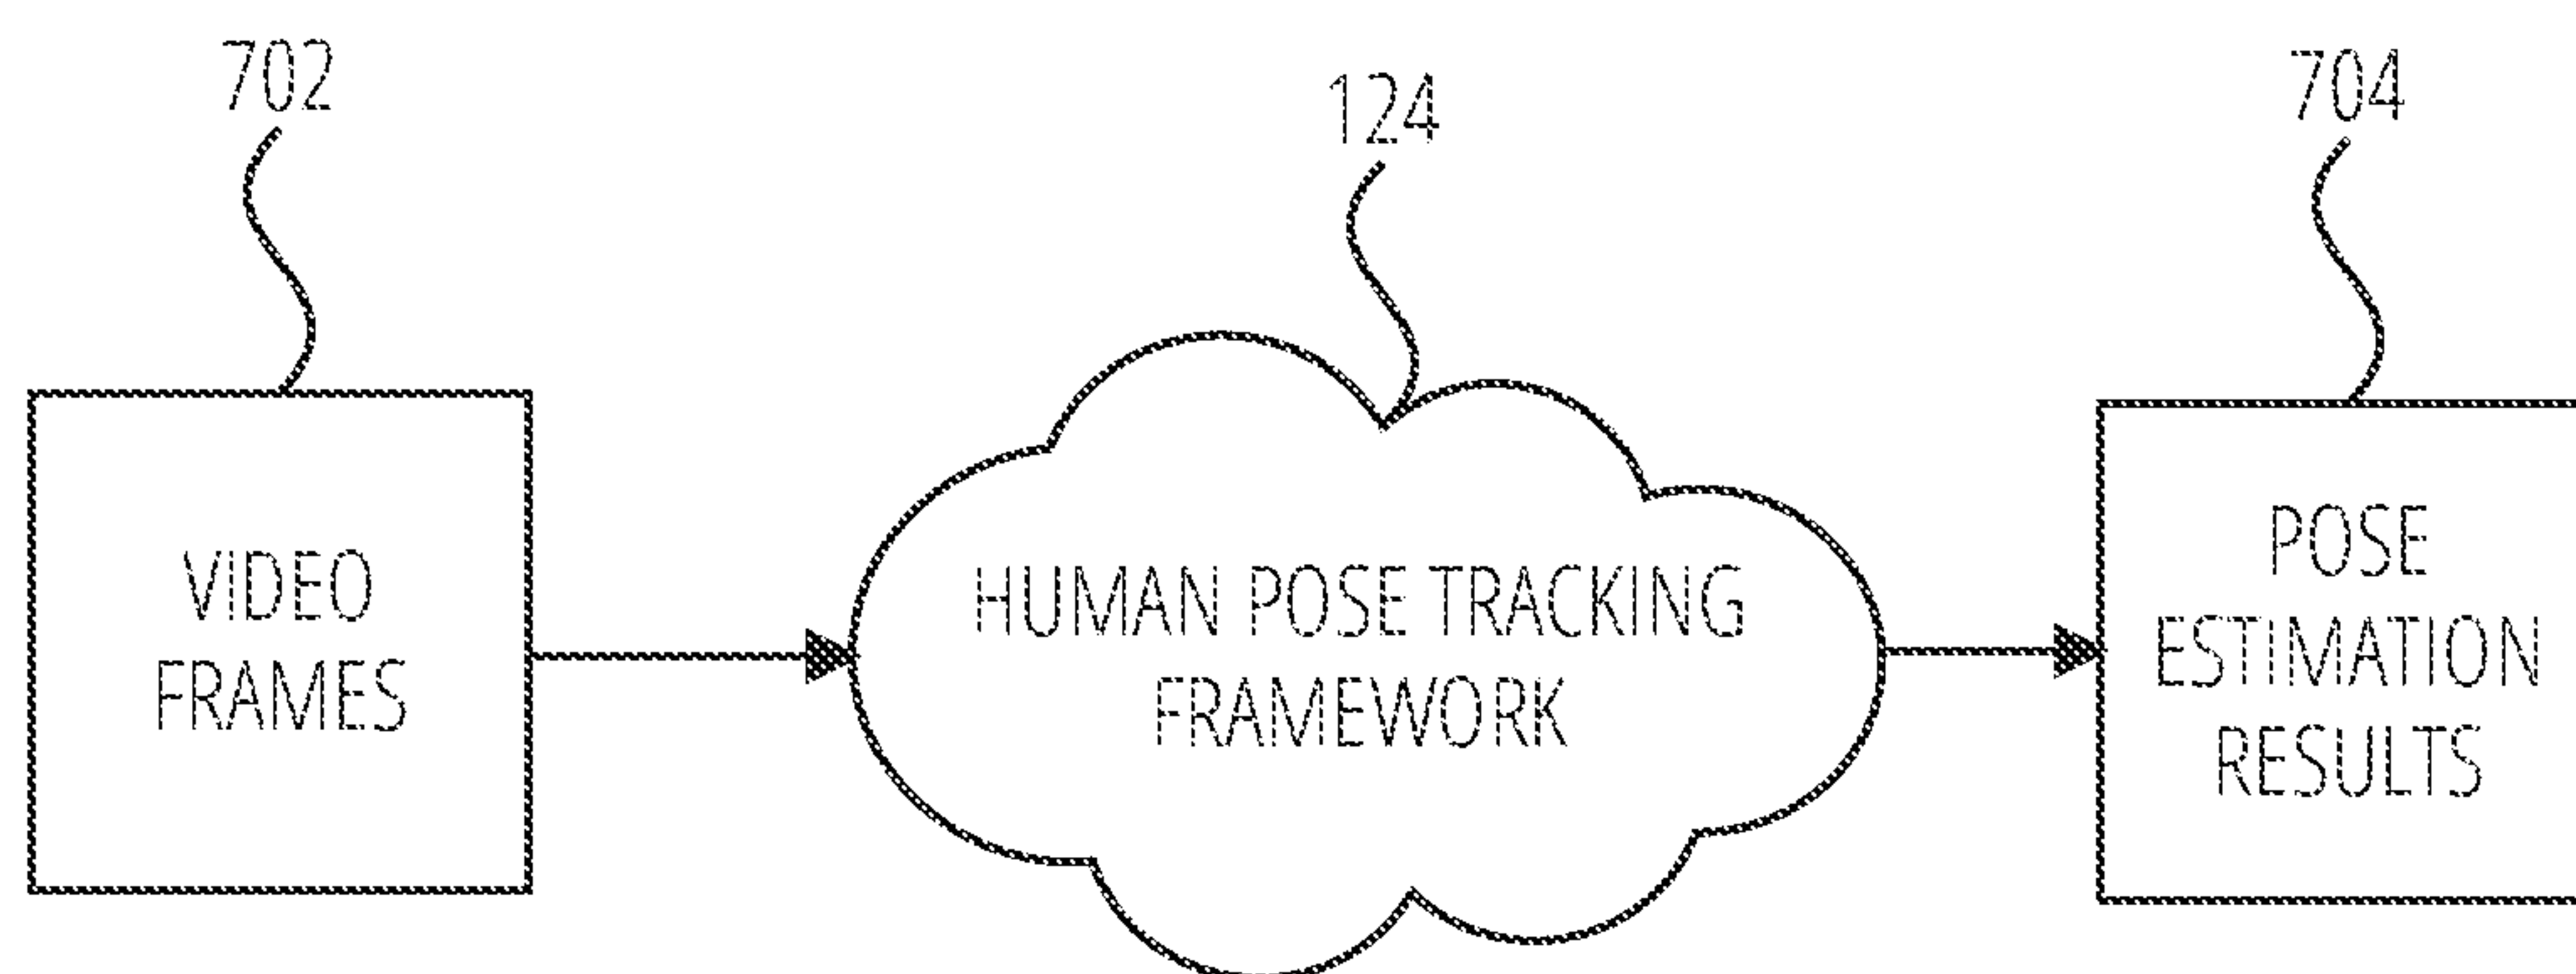 702
124
704
VIDEO
FRAMES
HUMAN POSE TRACKING
FRAMEWORK
POSE
ESTIMATION
RESULTS